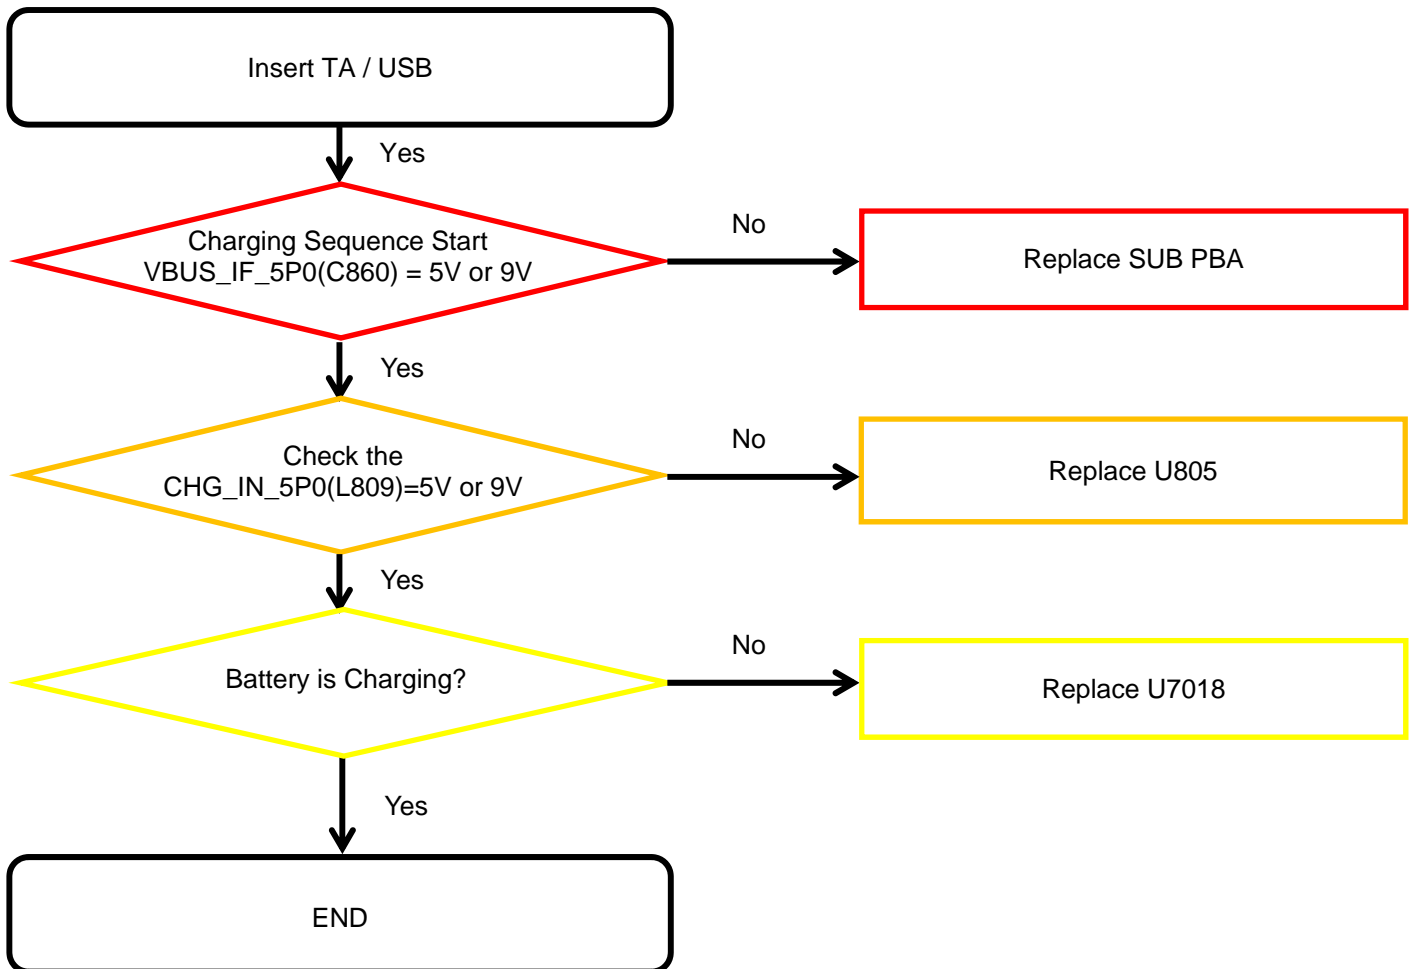 Insert TA / USB
Yes
Charging Sequence Start
VBUS_IF_5P0(C860) = 5V or 9V
No
Replace SUB PBA
Yes
Check the
CHG_IN_5P0(L809)=5V or 9V
No
Replace U805
Yes
Battery is Charging?
No
Replace U7018
Yes
END